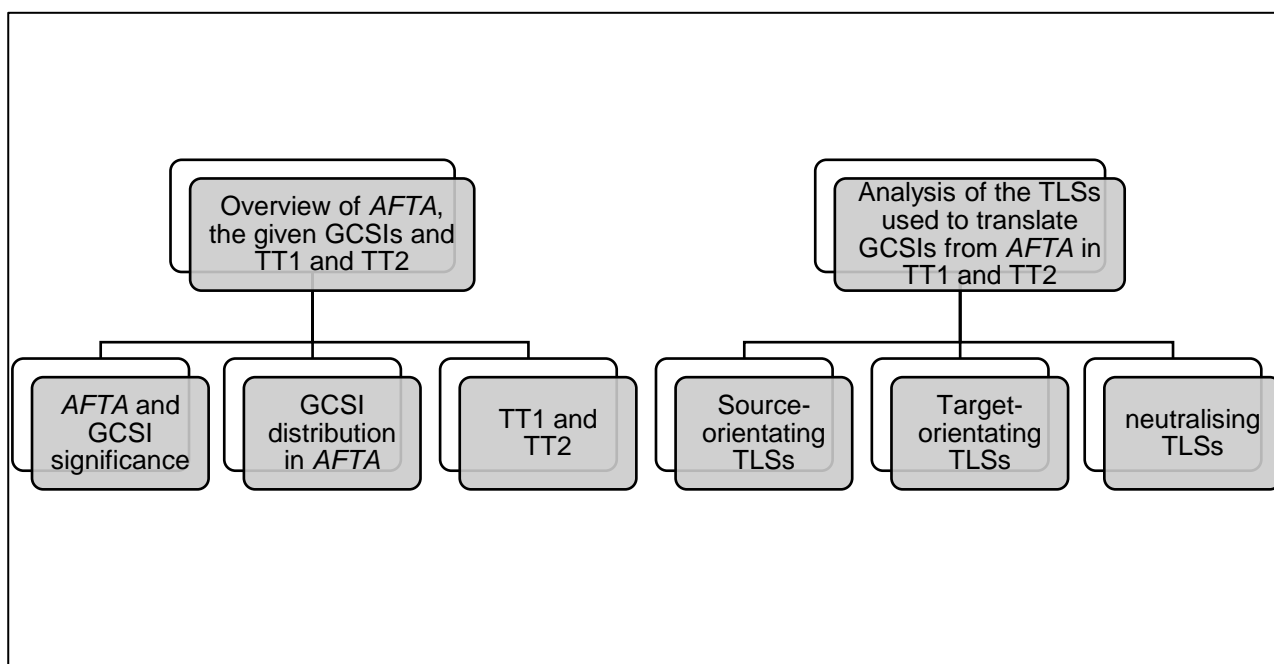 Overview of AFTA,
the given GCSIs and
TT1 and TT2
Analysis of the TLSs
used to translate
GCSIs from AFTA in
TT1 and TT2
AFTA and
GCSI
significance
GCSI
distribution
in AFTA
TT1 and
TT2
Source-
orientating
TLSs
Target-
orientating
TLSs
neutralising
TLSs